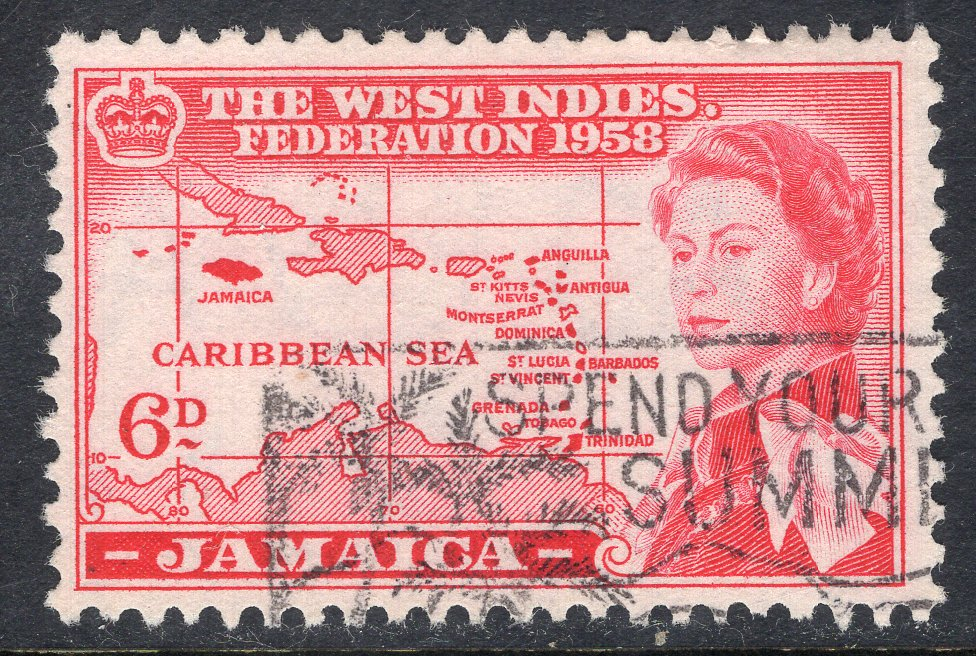 THE WEST INDIES.
FEDERATION 1958
20
ANGUILLA
JAMAICA
ST KITTS
ANTIGUA
NEVIS
MONTSERRAT
DOMINICA
CARIBBEAN SEA
ST LUCIA
BARBADOS
ST VINCENT
SPEND YOUR
6D
GRENADA
TOBAGO
TRINIDAD
10
SUMME
80
70
60
- JAMAICA -